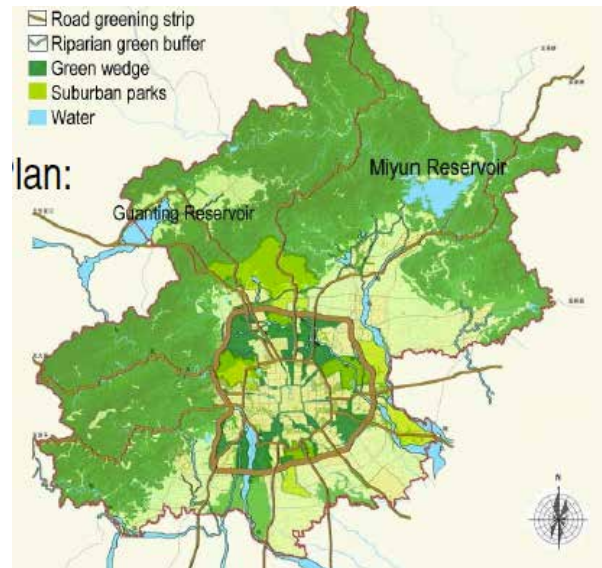 Road greening strip
Riparian green buffer
Green wedge
Suburban parks
Water
lan:
Miyun Reservoir
Guanting Reservoir
N